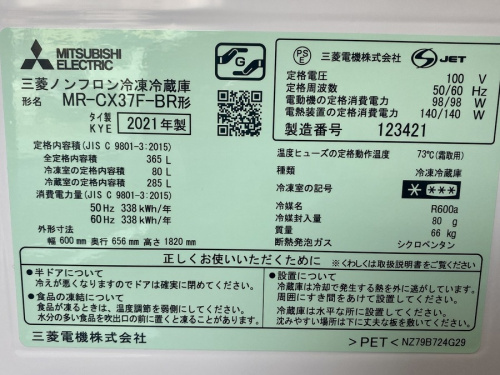 MITSUBISHI
ELECTRIC
三菱ノンフロン冷凍冷蔵庫
形名 MR-CX37F-BR形
タイ製
KYE 2021年製
定格内容積(JIS C 9801-3:2015)
全定格内容積 365 L
冷凍室の定格内容積 80 L
冷蔵室の定格内容積 285 L
消費電力量(JIS C 9801-3:2015)
50 Hz 338 kWh/年
60 Hz 338 kWh/年
外形寸法
幅 600 mm 奥行 656 mm 高さ 1820 mm
G
PS
E
三菱電機株式会社
JET
定格電圧 100 V
定格周波数 50/60 Hz
電動機の定格消費電力 98/98 W
電熱装置の定格消費電力 140/140 W
製造番号 123421
温度ヒューズの定格動作温度 73℃(霜取用)
種類 冷凍冷蔵庫
冷凍室の記号 * ***
冷媒名 R600a
冷媒封入量 80 g
質量 66 kg
断熱発泡ガス シクロペンタン
正しくお使いいただくために ※くわしくは取扱説明書をご覧ください
●半ドアについて
冷えが悪くなりますのでドアは確実に閉めてください。
●食品の凍結について
食品が凍るときは、温度調節を弱側にしてください。
水分の多い食品を吹出口の前に置くと凍ることがあります。
●設置について
冷蔵庫は冷却で発生する熱を外に逃がしています。
周囲にすき間をあけて設置してください。
冷蔵庫は水平な所に設置してください。
沈みやすい場所は下に丈夫な板を敷いてください。
三菱電機株式会社
＞PET＜ NZ79B724G29